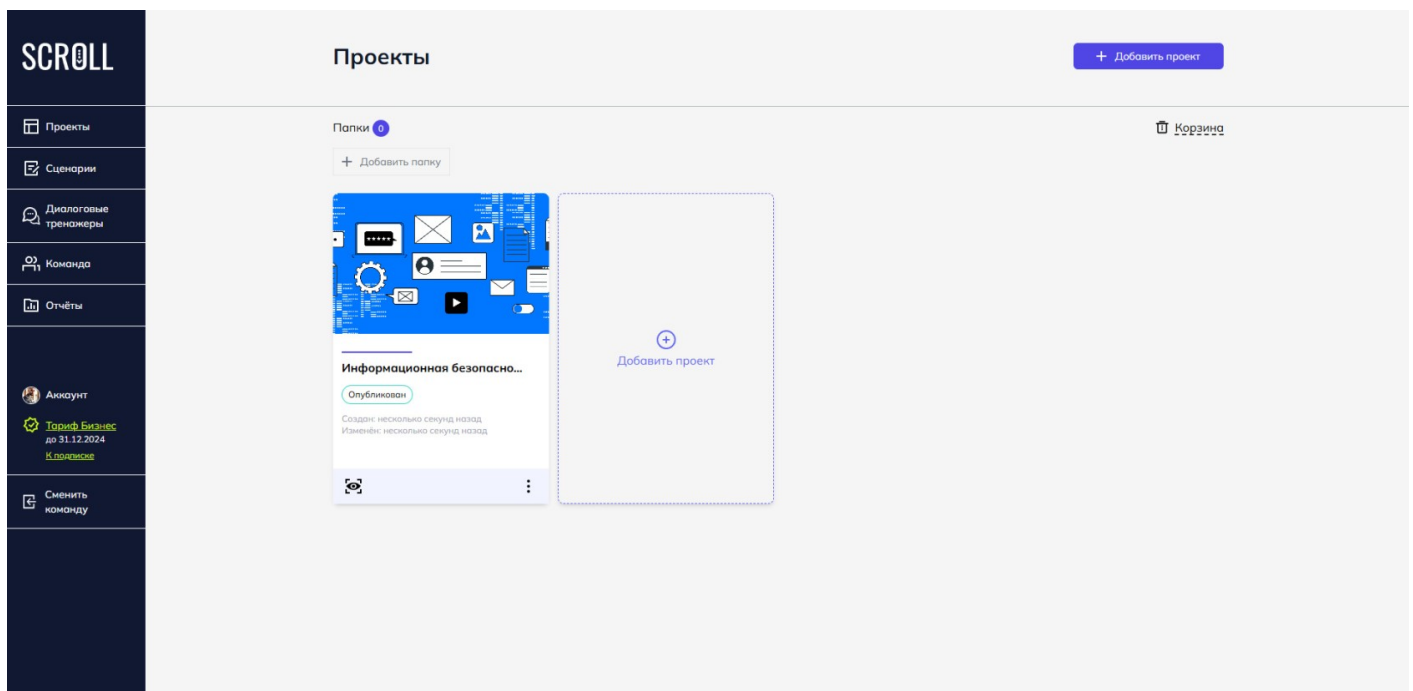 SCROLL
Проекты
Сценарии
Диалоговые
тренажеры
Команда
Отчёты
Аккаунт
Тариф Бизнес
до 31.12.2024
К подписке
Сменить
команду
Проекты
+ Добавить проект
Папки 0
Корзина
+ Добавить папку
Информационная безопасно...
Опубликован
Создан: несколько секунд назад
Изменён: несколько секунд назад
Добавить проект